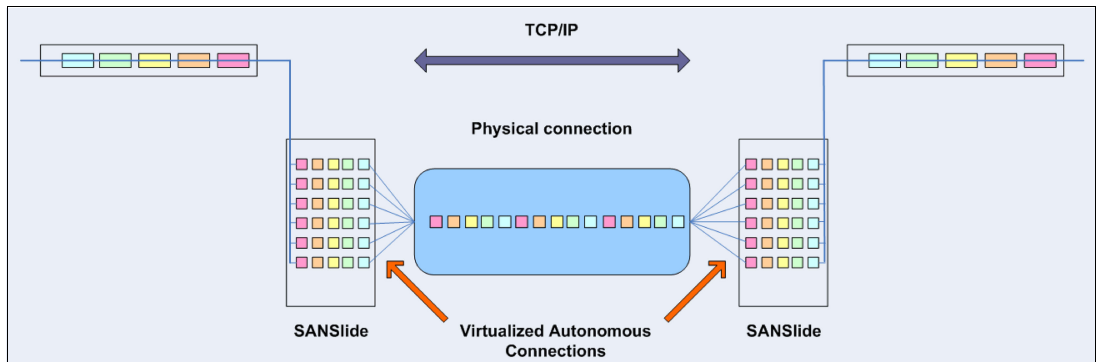 TCP/IP
Physical connection
SANSlide
Virtualized Autonomous
Connections
SANSlide